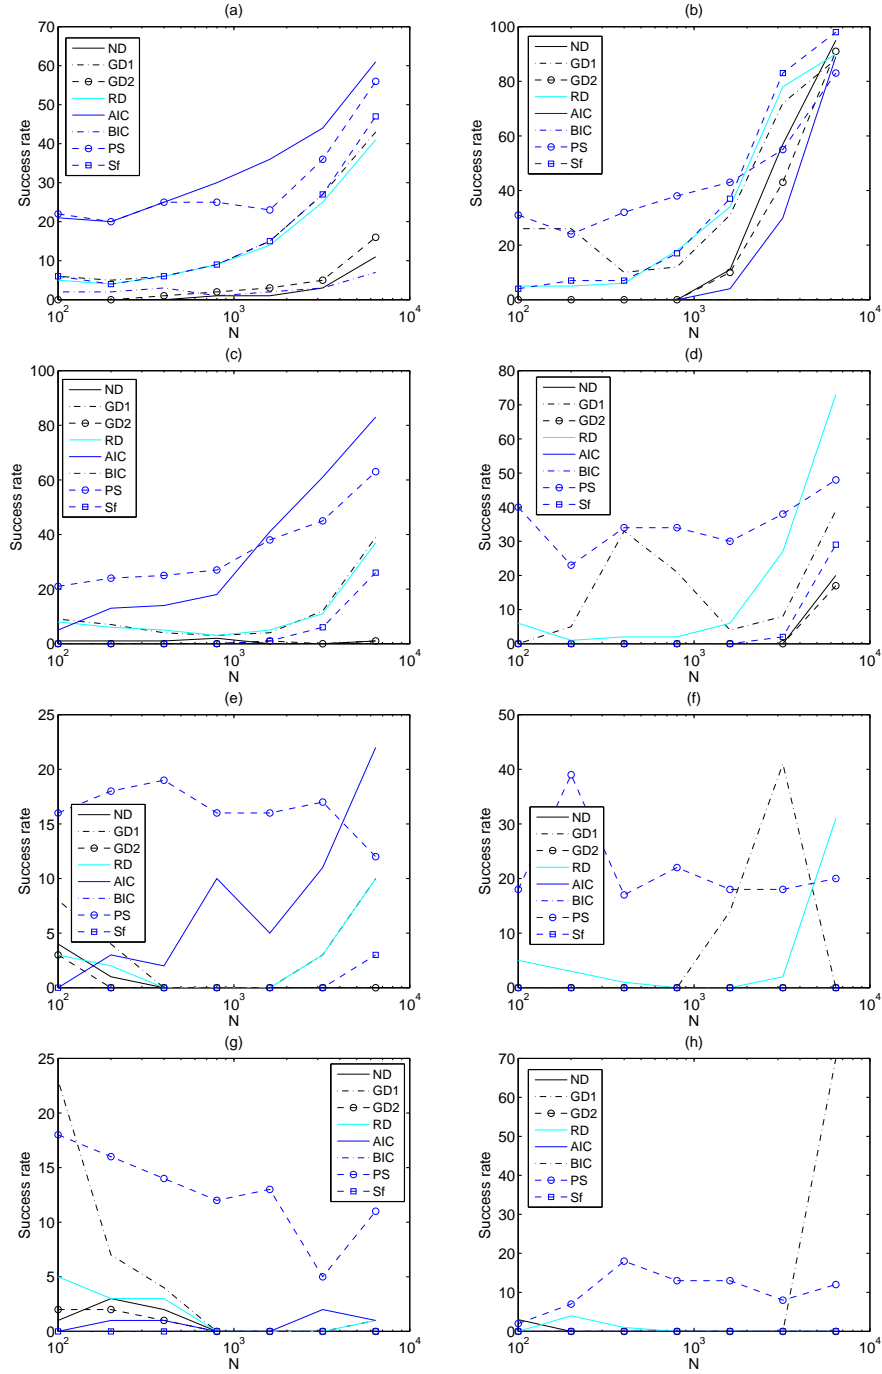 (a)
70
60
50
40
30
20
10
0
Success rate
ND
GD1
GD2
RD
AIC
BIC
PS
Sf
10^2
10^3
10^4
N
(b)
100
80
60
40
20
0
Success rate
ND
GD1
GD2
RD
AIC
BIC
PS
Sf
10^2
10^3
10^4
N
(c)
100
80
60
40
20
0
Success rate
ND
GD1
GD2
RD
AIC
BIC
PS
Sf
10^2
10^3
10^4
N
(d)
80
70
60
50
40
30
20
10
0
Success rate
ND
GD1
GD2
RD
AIC
BIC
PS
Sf
10^2
10^3
10^4
N
(e)
25
20
15
10
5
0
Success rate
ND
GD1
GD2
RD
AIC
BIC
PS
Sf
10^2
10^3
10^4
N
(f)
50
40
30
20
10
0
Success rate
ND
GD1
GD2
RD
AIC
BIC
PS
Sf
10^2
10^3
10^4
N
(g)
25
20
15
10
5
0
Success rate
ND
GD1
GD2
RD
AIC
BIC
PS
Sf
10^2
10^3
10^4
N
(h)
70
60
50
40
30
20
10
0
Success rate
ND
GD1
GD2
RD
AIC
BIC
PS
Sf
10^2
10^3
10^4
N